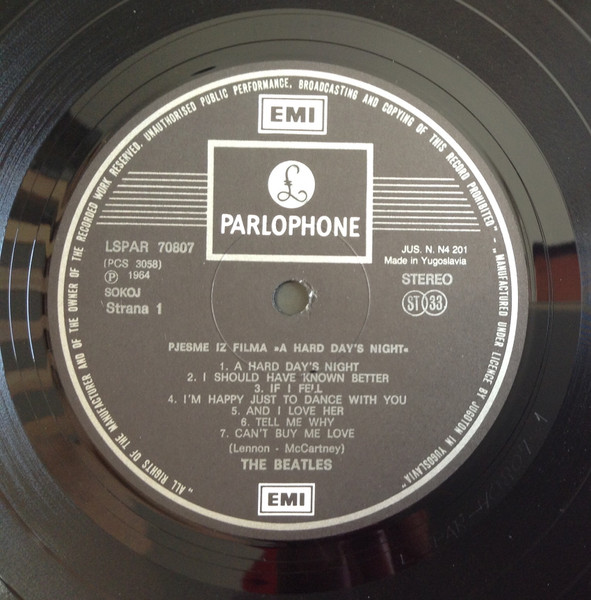 "ALL RIGHTS OF THE MANUFACTURER AND OF THE OWNER OF THE RECORDED WORK RESERVED. UNAUTHORISED PUBLIC PERFORMANCE, BROADCASTING AND COPYING OF THIS RECORD PROHIBITED" - "MANUFACTURED UNDER LICENCE BY JUGOTON IN YUGOSLAVIA"
EMI
£
PARLOPHONE
LSPAR 70807
(PCS 3058)
Ⓟ 1964
SOKOJ
Strana 1
JUS. N. N4 201
Made in Yugoslavia
STEREO
ST 33
PJESME IZ FILMA »A HARD DAY'S NIGHT«
1. A HARD DAY'S NIGHT
2. I SHOULD HAVE KNOWN BETTER
3. IF I FELL
4. I'M HAPPY JUST TO DANCE WITH YOU
5. AND I LOVE HER
6. TELL ME WHY
7. CAN'T BUY ME LOVE
(Lennon - McCartney)
THE BEATLES
EMI